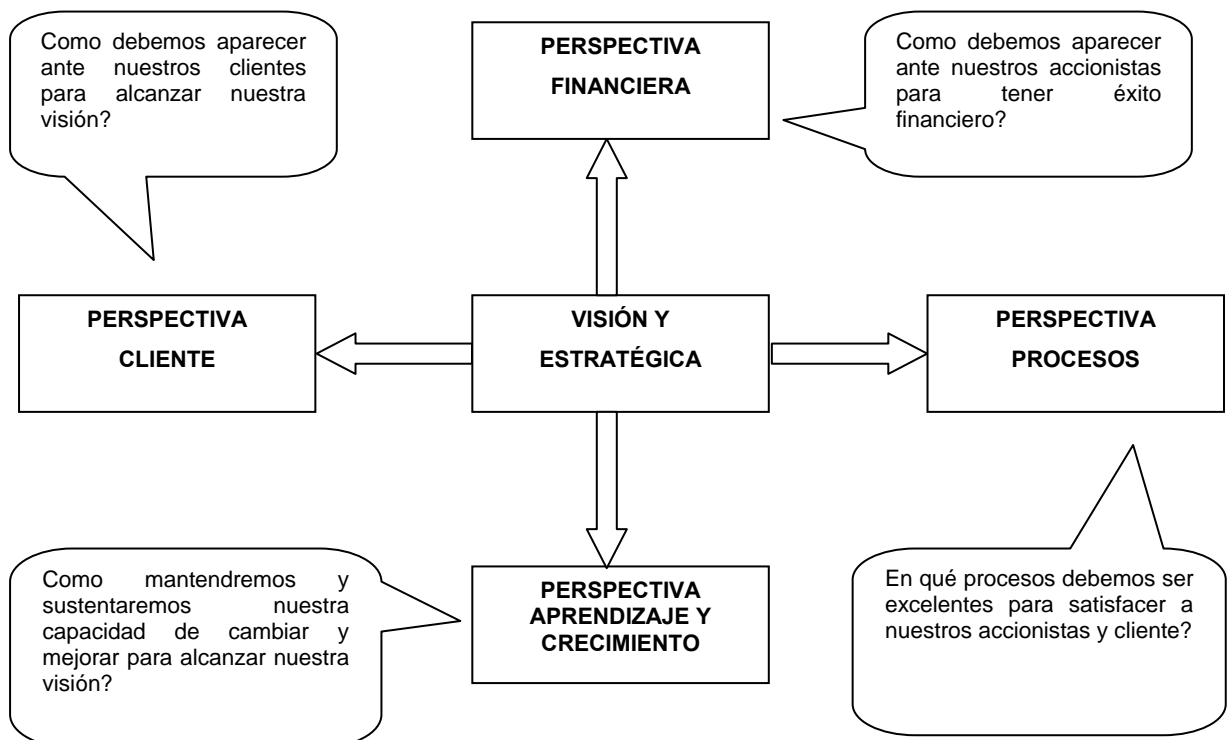 Como debemos aparecer
ante nuestros clientes
para alcanzar nuestra
visión?
PERSPECTIVA
FINANCIERA
Como debemos aparecer
ante nuestros accionistas
para tener éxito
financiero?
PERSPECTIVA
CLIENTE
VISIÓN Y
ESTRATÉGICA
PERSPECTIVA
PROCESOS
Como mantendremos y
sustentaremos nuestra
capacidad de cambiar y
mejorar para alcanzar nuestra
visión?
PERSPECTIVA
APRENDIZAJE Y
CRECIMIENTO
En qué procesos debemos ser
excelentes para satisfacer a
nuestros accionistas y cliente?